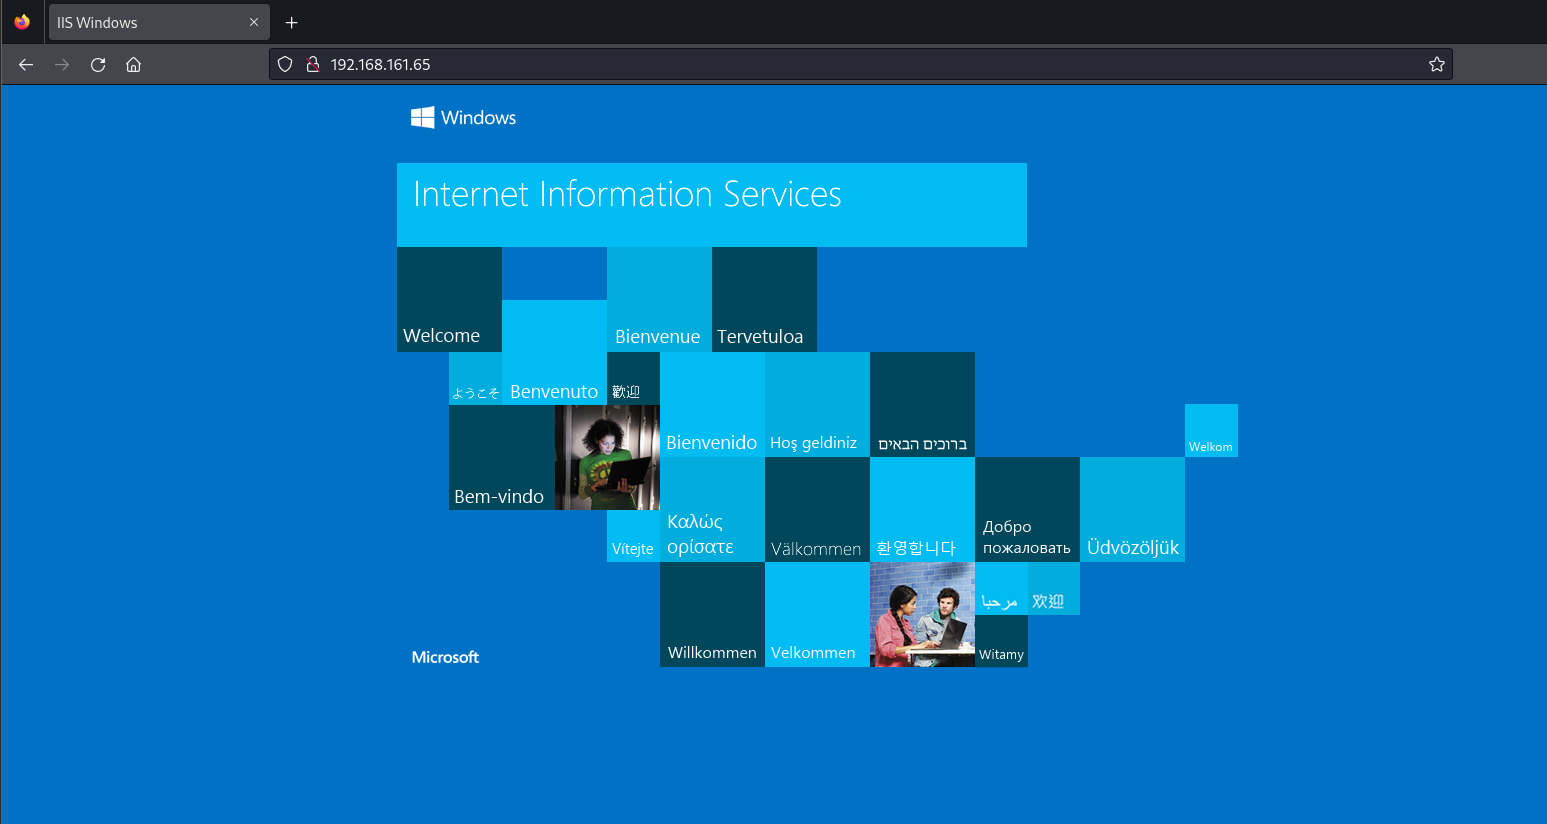 IIS Windows
192.168.161.65
Windows
Internet Information Services
Welcome
Bienvenue
Tervetuloa
ようこそ
Benvenuto
歡迎
Bienvenido
Hoş geldiniz
ברוכים הבאים
Welkom
Bem-vindo
Vítejte
Καλώς
ορίσατε
Välkommen
환영합니다
Добро
пожаловать
Üdvözöljük
مرحبا
欢迎
Willkommen
Velkommen
Witamy
Microsoft